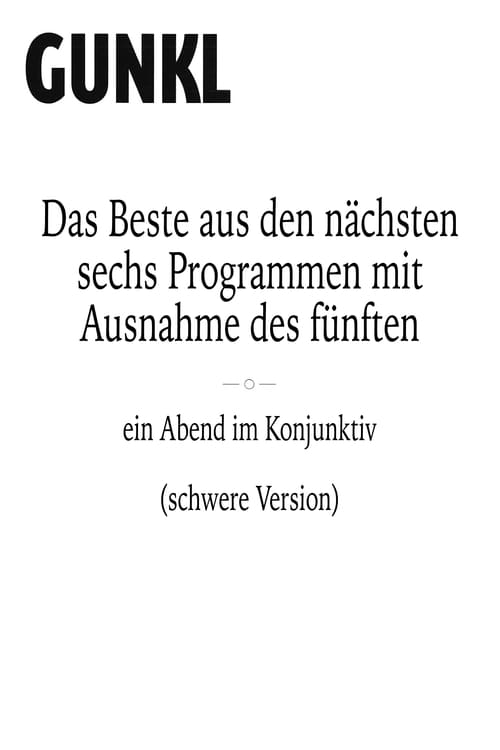 GUNKL
Das Beste aus den nächsten
sechs Programmen mit
Ausnahme des fünften
ein Abend im Konjunktiv
(schwere Version)